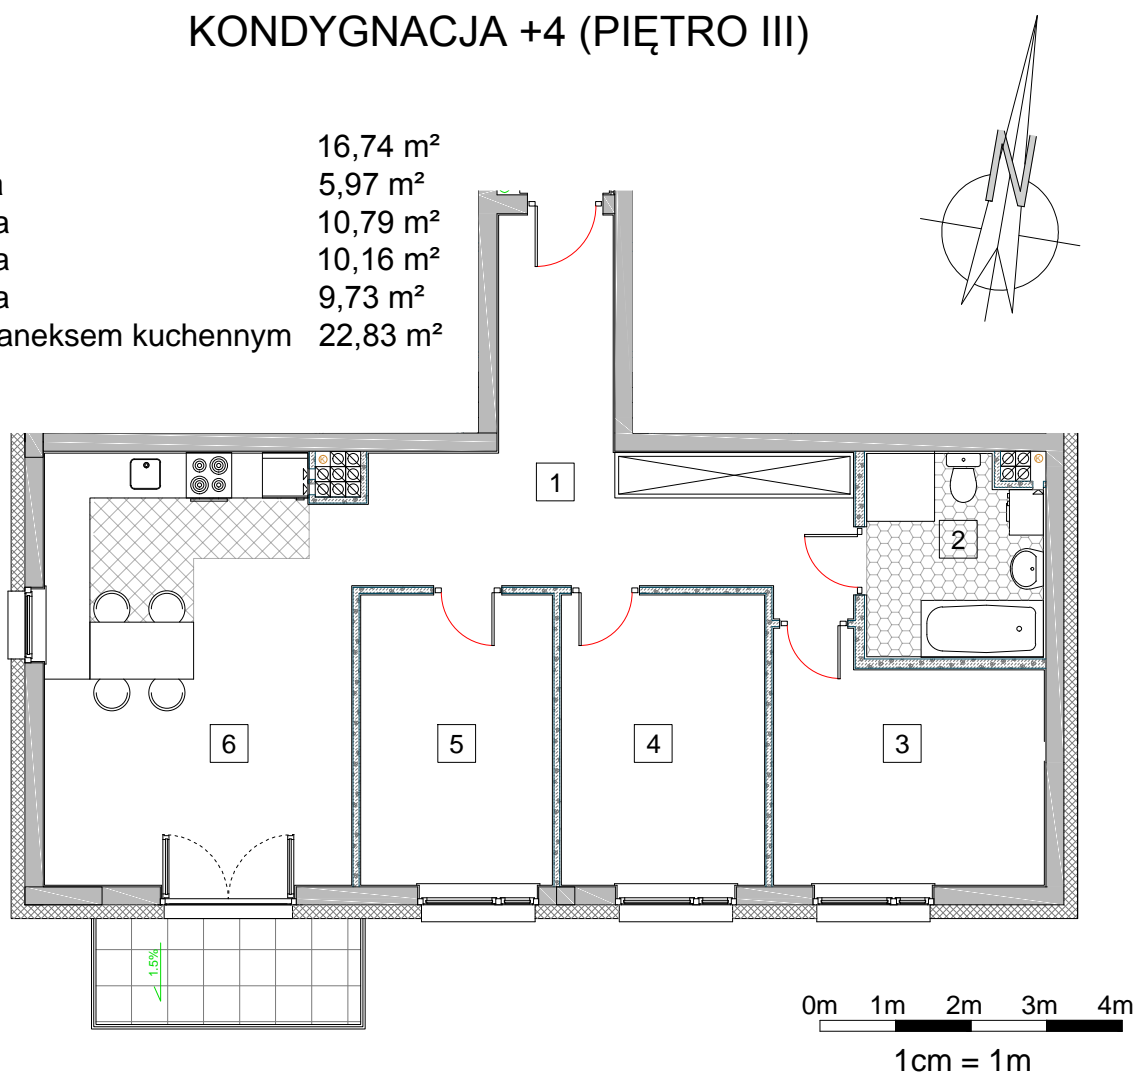 KONDYGNACJA +4 (PIĘTRO III)
N
16,74 m²
a 5,97 m²
a 10,79 m²
a 10,16 m²
a 9,73 m²
aneksem kuchennym 22,83 m²
1
2
6
5
4
3
1.5%
0m 1m 2m 3m 4m
1cm = 1m